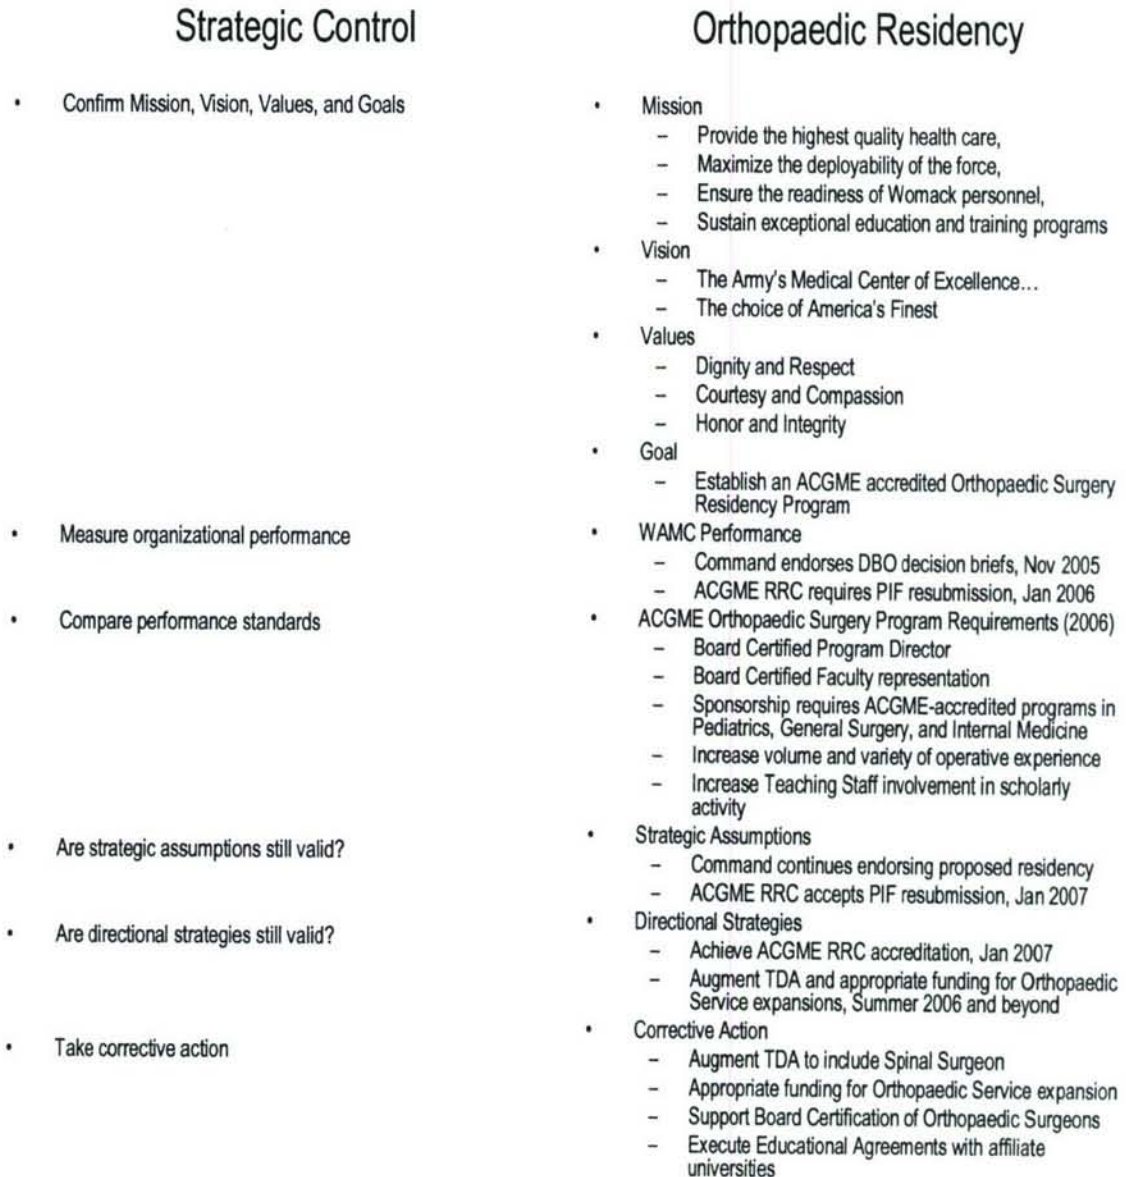 Strategic Control
Orthopaedic Residency
• Confirm Mission, Vision, Values, and Goals
• Mission
– Provide the highest quality health care,
– Maximize the deployability of the force,
– Ensure the readiness of Womack personnel,
– Sustain exceptional education and training programs
• Vision
– The Army's Medical Center of Excellence...
– The choice of America's Finest
• Values
– Dignity and Respect
– Courtesy and Compassion
– Honor and Integrity
• Goal
– Establish an ACGME accredited Orthopaedic Surgery
Residency Program
• Measure organizational performance
• WAMC Performance
– Command endorses DBO decision briefs, Nov 2005
– ACGME RRC requires PIF resubmission, Jan 2006
• Compare performance standards
• ACGME Orthopaedic Surgery Program Requirements (2006)
– Board Certified Program Director
– Board Certified Faculty representation
– Sponsorship requires ACGME-accredited programs in
Pediatrics, General Surgery, and Internal Medicine
– Increase volume and variety of operative experience
– Increase Teaching Staff involvement in scholarly
activity
• Are strategic assumptions still valid?
• Strategic Assumptions
– Command continues endorsing proposed residency
– ACGME RRC accepts PIF resubmission, Jan 2007
• Are directional strategies still valid?
• Directional Strategies
– Achieve ACGME RRC accreditation, Jan 2007
– Augment TDA and appropriate funding for Orthopaedic
Service expansions, Summer 2006 and beyond
• Take corrective action
• Corrective Action
– Augment TDA to include Spinal Surgeon
– Appropriate funding for Orthopaedic Service expansion
– Support Board Certification of Orthopaedic Surgeons
– Execute Educational Agreements with affiliate
universities